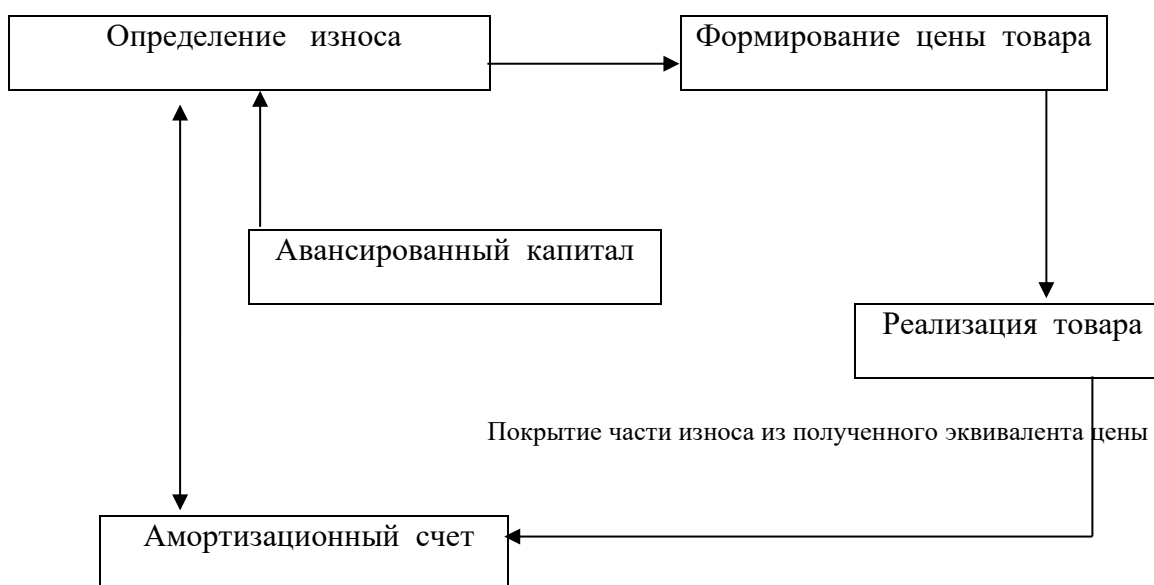 Определение износа
Формирование цены товара
Авансированный капитал
Реализация товара
Покрытие части износа из полученного эквивалента цены
Амортизационный счет